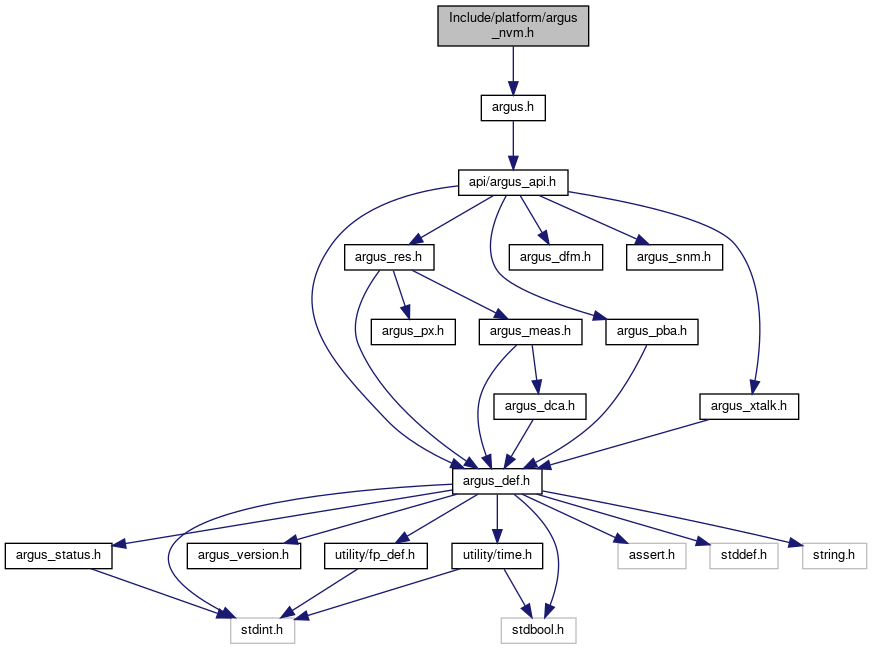 Include/platform/argus
_nvm.h
argus.h
api/argus_api.h
argus_res.h
argus_dfm.h
argus_snm.h
argus_px.h
argus_meas.h
argus_pba.h
argus_dca.h
argus_xtalk.h
argus_def.h
argus_status.h
argus_version.h
utility/fp_def.h
utility/time.h
assert.h
stddef.h
string.h
stdint.h
stdbool.h